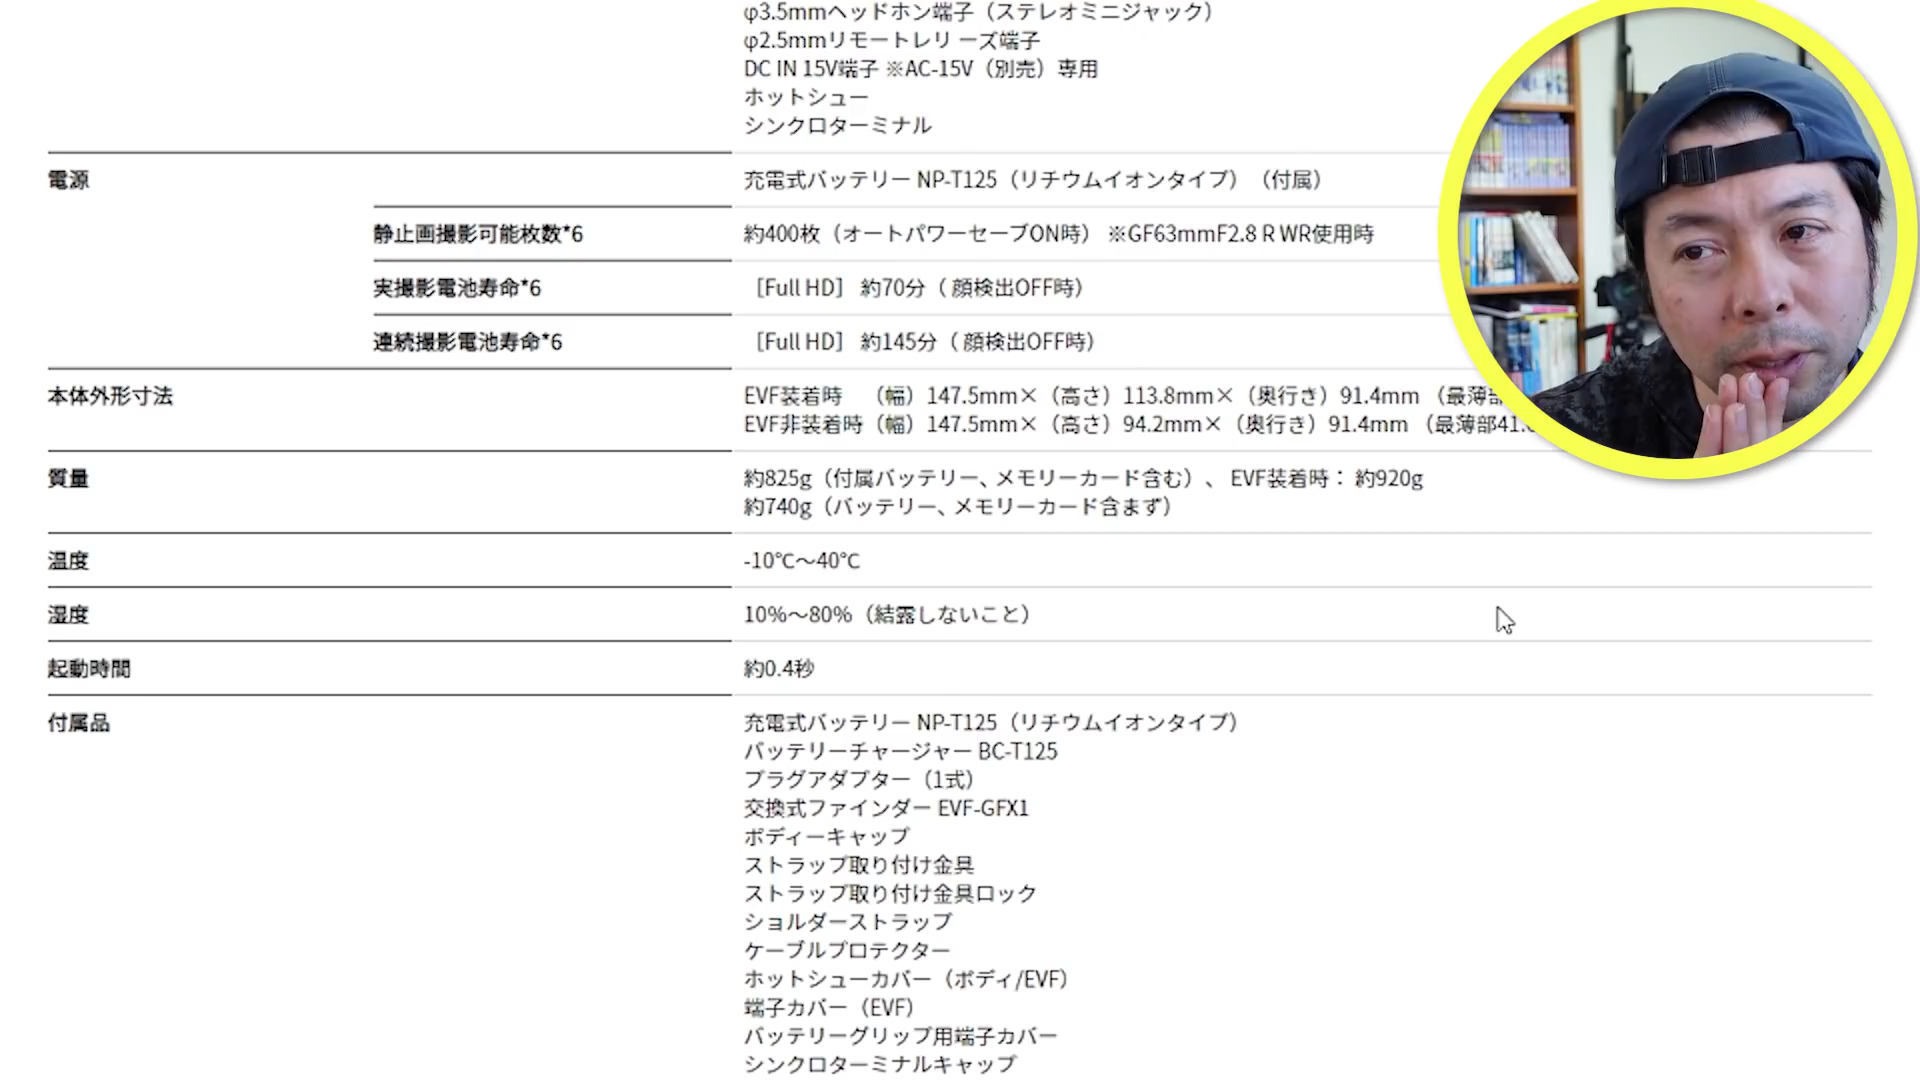 φ3.5mmヘッドホン端子（ステレオミニジャック）
φ2.5mmリモートレリーズ端子
DC IN 15V端子 ※AC-15V（別売）専用
ホットシュー
シンクロターミナル
電源 充電式バッテリー NP-T125（リチウムイオンタイプ）（付属）
静止画撮影可能枚数*6 約400枚（オートパワーセーブON時） ※GF63mmF2.8 R WR使用時
実撮影電池寿命*6 ［Full HD］ 約70分（ 顔検出OFF時）
連続撮影電池寿命*6 ［Full HD］ 約145分（ 顔検出OFF時）
本体外形寸法 EVF装着時 （幅）147.5mm×（高さ）113.8mm×（奥行き）91.4mm （最薄部
EVF非装着時（幅）147.5mm×（高さ）94.2mm×（奥行き）91.4mm （最薄部41.
質量 約825g（付属バッテリー、メモリーカード含む）、 EVF装着時： 約920g
約740g（バッテリー、メモリーカード含まず）
温度 -10℃～40℃
湿度 10%～80%（結露しないこと）
起動時間 約0.4秒
付属品 充電式バッテリー NP-T125（リチウムイオンタイプ）
バッテリーチャージャー BC-T125
プラグアダプター（1式）
交換式ファインダー EVF-GFX1
ボディーキャップ
ストラップ取り付け金具
ストラップ取り付け金具ロック
ショルダーストラップ
ケーブルプロテクター
ホットシューカバー（ボディ/EVF）
端子カバー（EVF）
バッテリーグリップ用端子カバー
シンクロターミナルキャップ